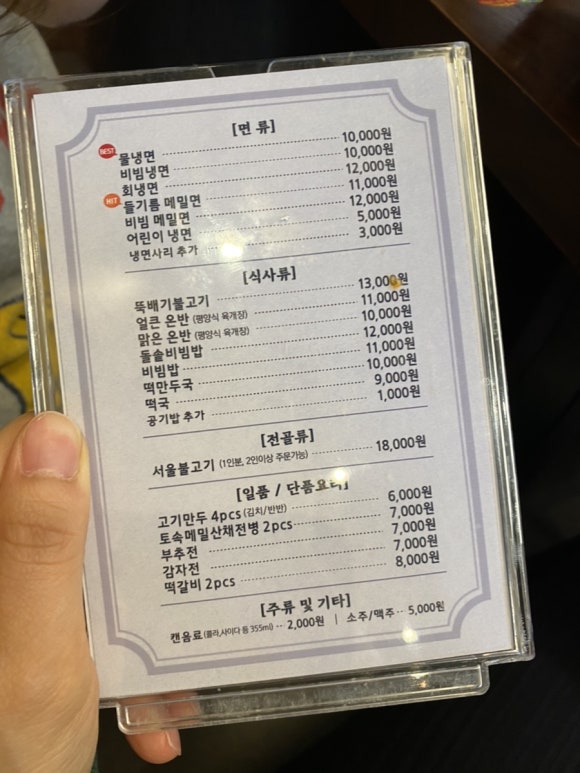 [면 류]
BEST 물냉면 10,000원
비빔냉면 10,000원
회냉면 12,000원
HIT 들기름 메밀면 11,000원
비빔 메밀면 12,000원
어린이 냉면 5,000원
냉면사리 추가 3,000원
[식사류]
뚝배기불고기 13,000원
얼큰 온반 (평양식 육개장) 11,000원
맑은 온반 (평양식 육개장) 10,000원
돌솥비빔밥 12,000원
비빔밥 11,000원
떡만두국 10,000원
떡국 9,000원
공기밥 추가 1,000원
[전골류]
서울불고기 (1인분, 2인이상 주문가능) 18,000원
[일품 / 단품요리]
고기만두 4pcs (김치/반반) 6,000원
토속메밀산채전병 2pcs 7,000원
부추전 7,000원
감자전 7,000원
떡갈비 2pcs 8,000원
[주류 및 기타]
캔음료 (콜라,사이다 등 355ml) 2,000원 | 소주/맥주 5,000원